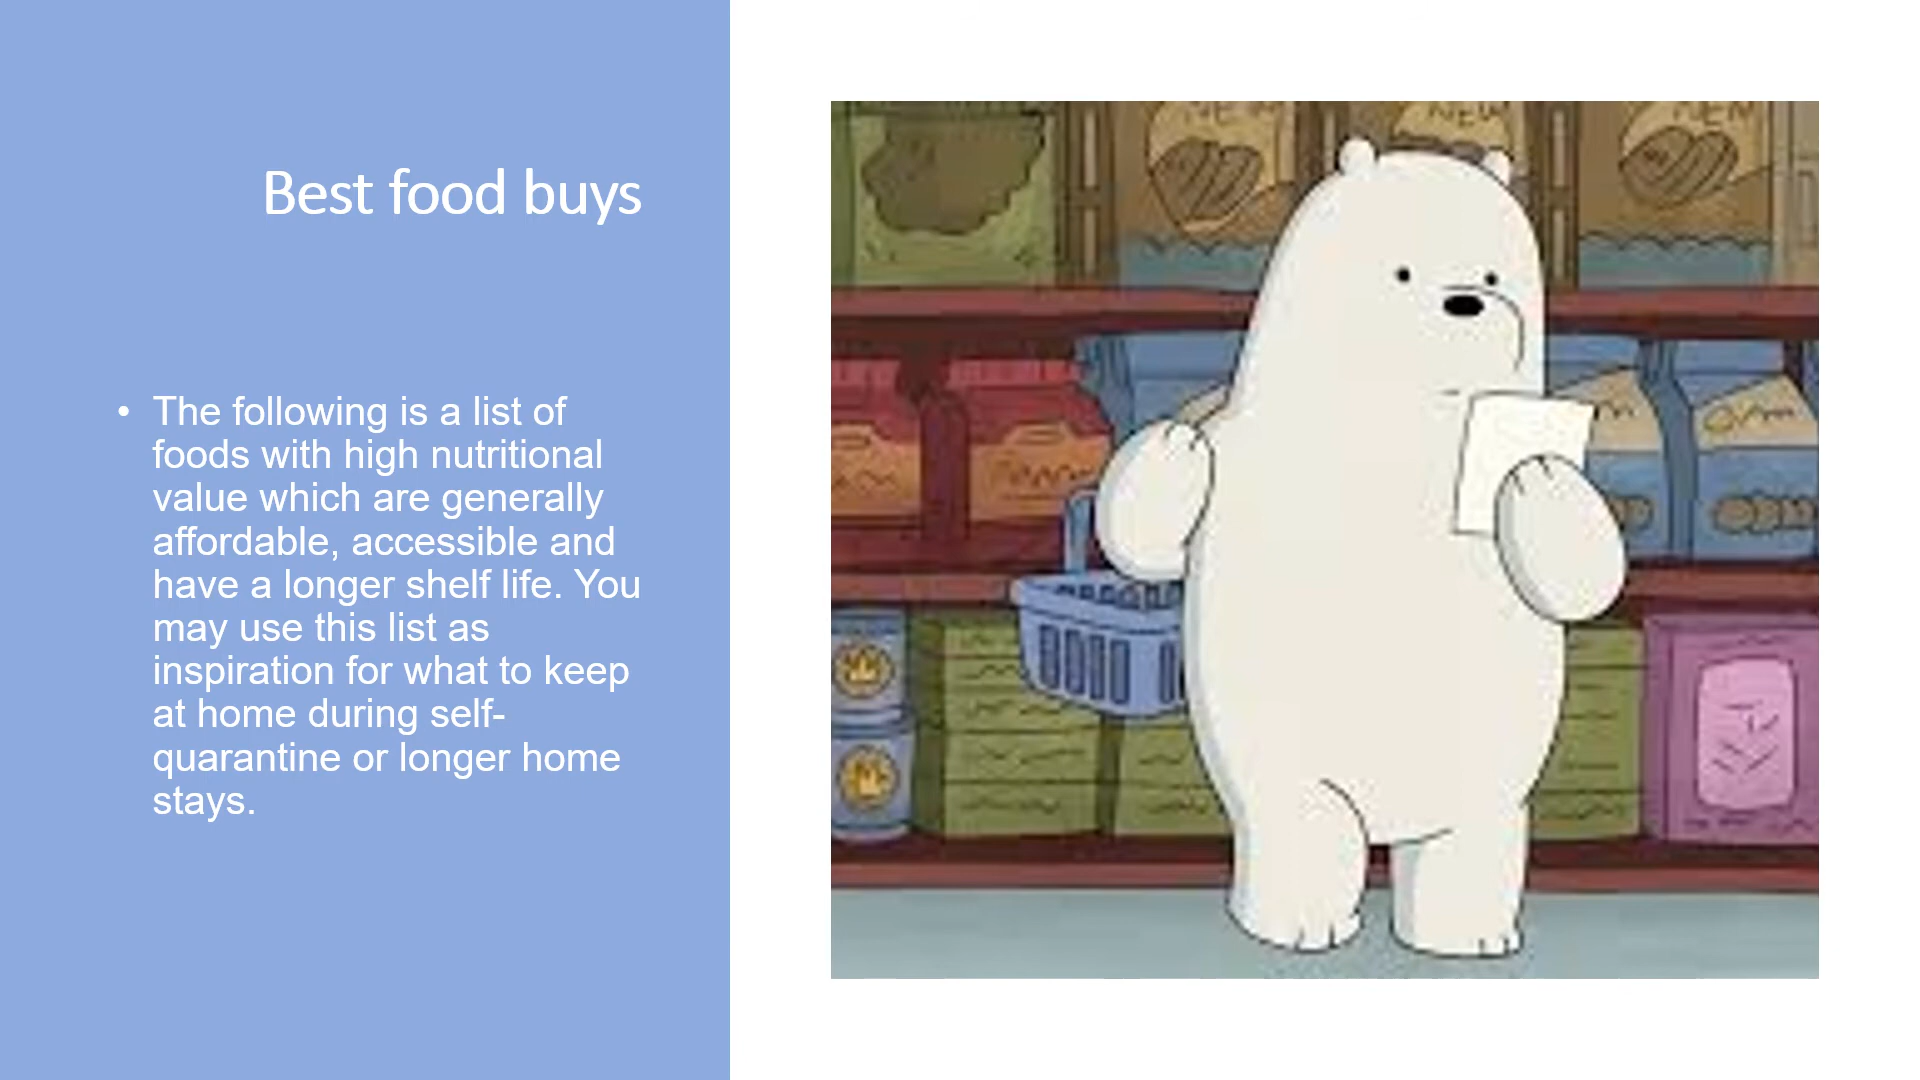 Best food buys
• The following is a list of
foods with high nutritional
value which are generally
affordable, accessible and
have a longer shelf life. You
may use this list as
inspiration for what to keep
at home during self-
quarantine or longer home
stays.
NEW
NEW